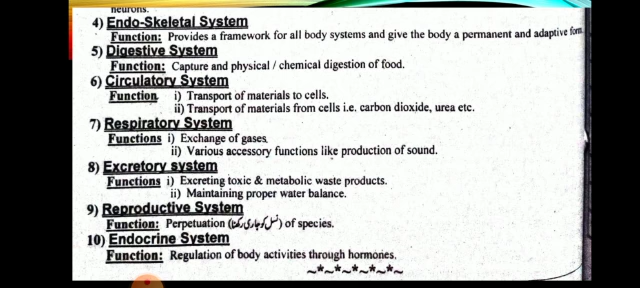 neurons.
4) Endo-Skeletal System
Function: Provides a framework for all body systems and give the body a permanent and adaptive form.
5) Digestive System
Function: Capture and physical / chemical digestion of food.
6) Circulatory System
Function i) Transport of materials to cells.
ii) Transport of materials from cells i.e. carbon dioxide, urea etc.
7) Respiratory System
Functions i) Exchange of gases.
ii) Various accessory functions like production of sound.
8) Excretory system
Functions i) Excreting toxic & metabolic waste products.
ii) Maintaining proper water balance.
9) Reproductive System
Function: Perpetuation (نسل کو جاری رکھنا) of species.
10) Endocrine System
Function: Regulation of body activities through hormones.
~*~*~*~*~*~